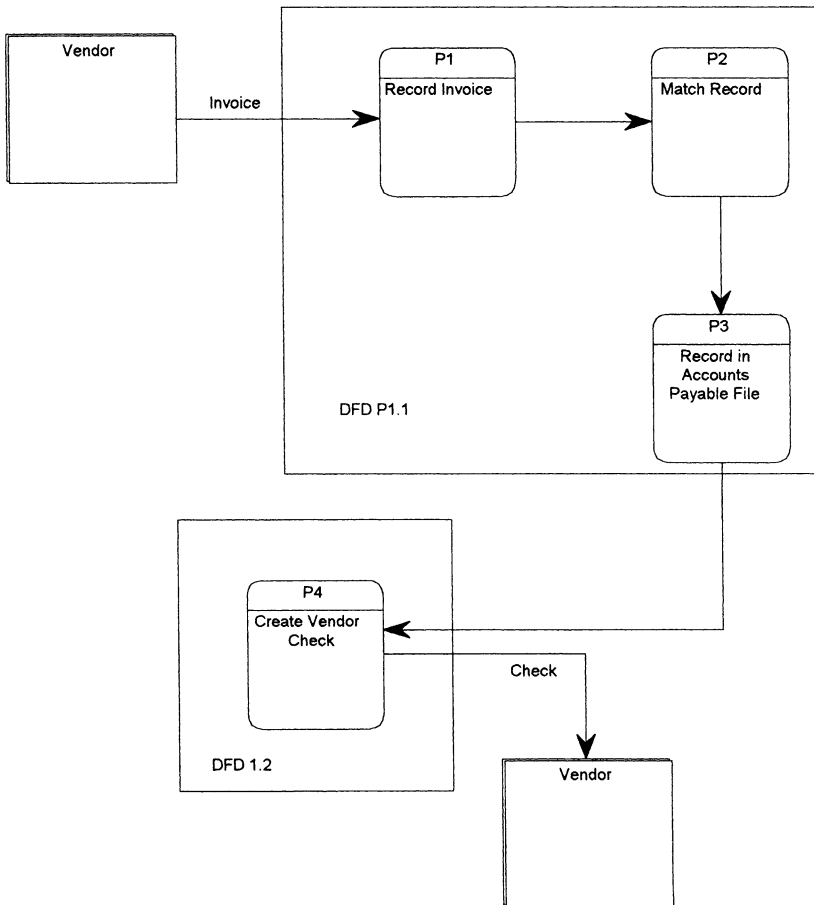 Vendor
Invoice
P1
Record Invoice
P2
Match Record
P3
Record in
Accounts
Payable File
DFD P1.1
P4
Create Vendor
Check
Check
DFD 1.2
Vendor